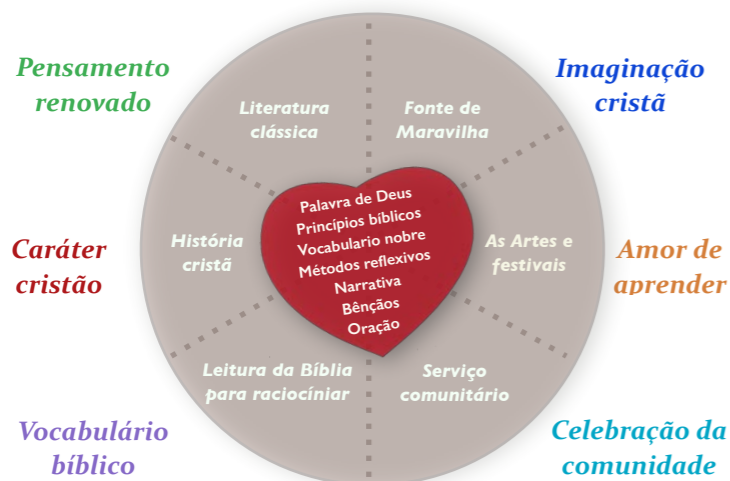 Pensamento
renovado
Imaginação
cristã
Literatura
clássica
Fonte de
Maravilha
Caráter
cristão
História
cristã
Palavra de Deus
Princípios bíblicos
Vocabulario nobre
Métodos reflexivos
Narrativa
Bênçãos
Oração
As Artes e
festivais
Amor de
aprender
Leitura da Bíblia
para raciocíniar
Serviço
comunitário
Vocabulário
bíblico
Celebração da
comunidade